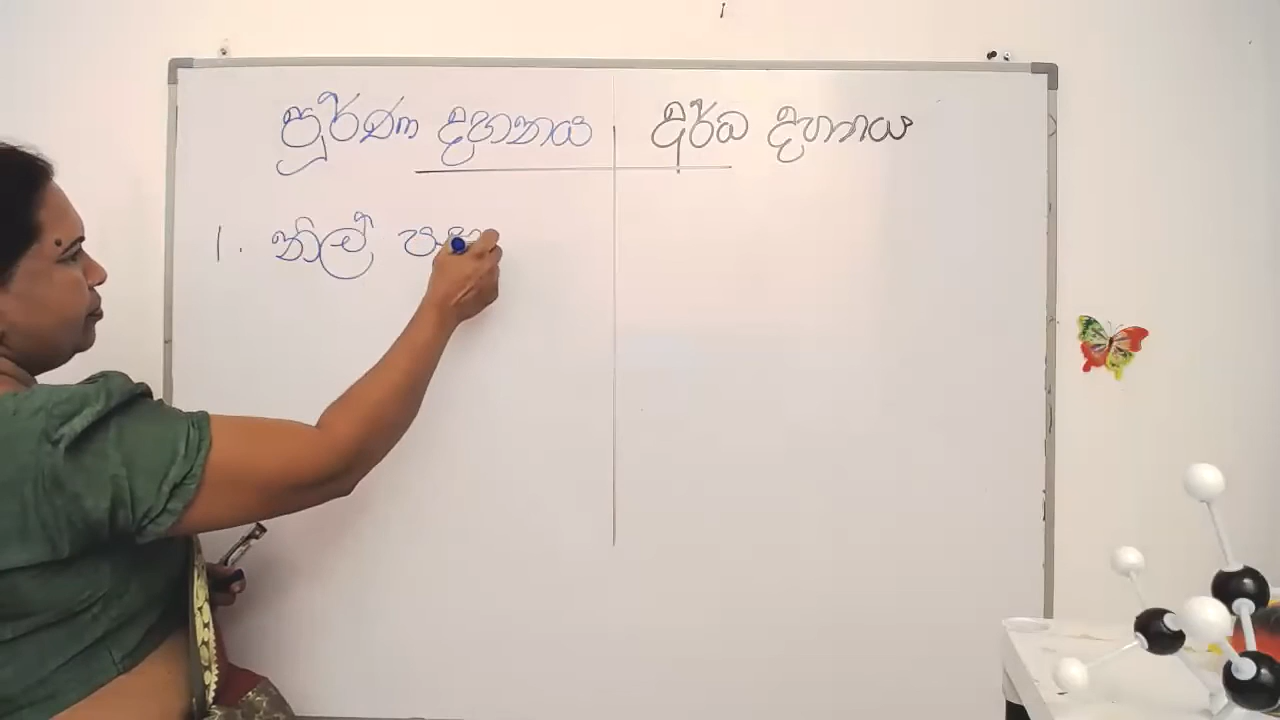 පූර්ණ දහනය
අර්ධ දහනය
1. නිල් පැහැ